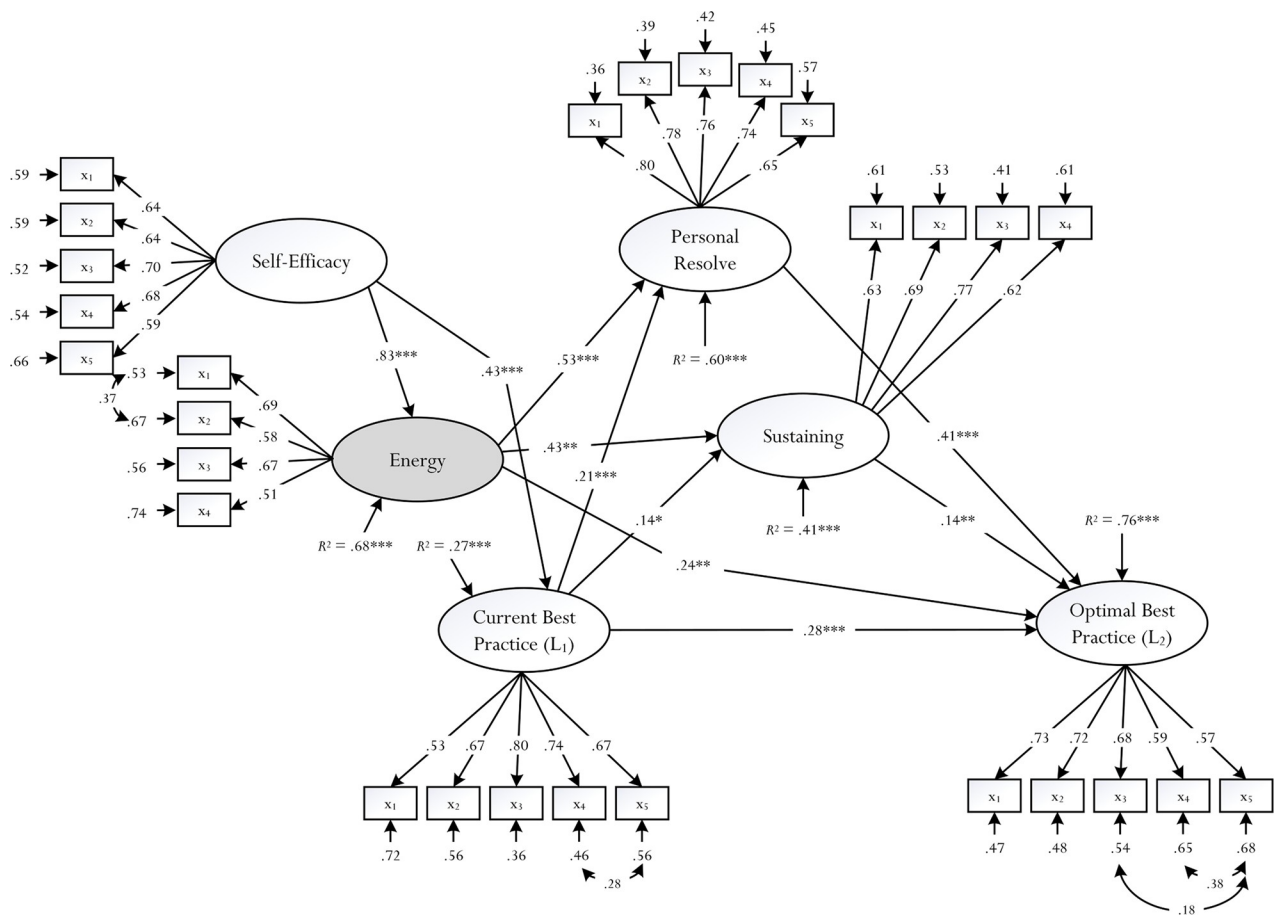 .42
.39
.45
.36
.57
x3
x2
x4
x1
x5
.76
.78
.74
.80
.65
.59
x1
.64
.59
x2
.64
.52
x3
.70
.54
x4
.68
.66
x5
.59
Self-Efficacy
Personal
Resolve
.61
.53
.41
.61
x1
x2
x3
x4
.63
.69
.77
.62
.83***
.43***
.53***
R² = .60***
.37
.53
x1
.69
.67
x2
.58
.56
x3
.67
.74
x4
.51
Energy
.43**
Sustaining
.41***
.21***
.14*
R² = .41***
.14**
R² = .76***
R² = .68***
R² = .27***
.24**
Current Best
Practice (L1)
.28***
Optimal Best
Practice (L2)
.53
.67
.80
.74
.67
x1
x2
x3
x4
x5
.72
.56
.36
.46
.56
.28
.73
.72
.68
.59
.57
x1
x2
x3
x4
x5
.47
.48
.54
.65
.68
.38
.18